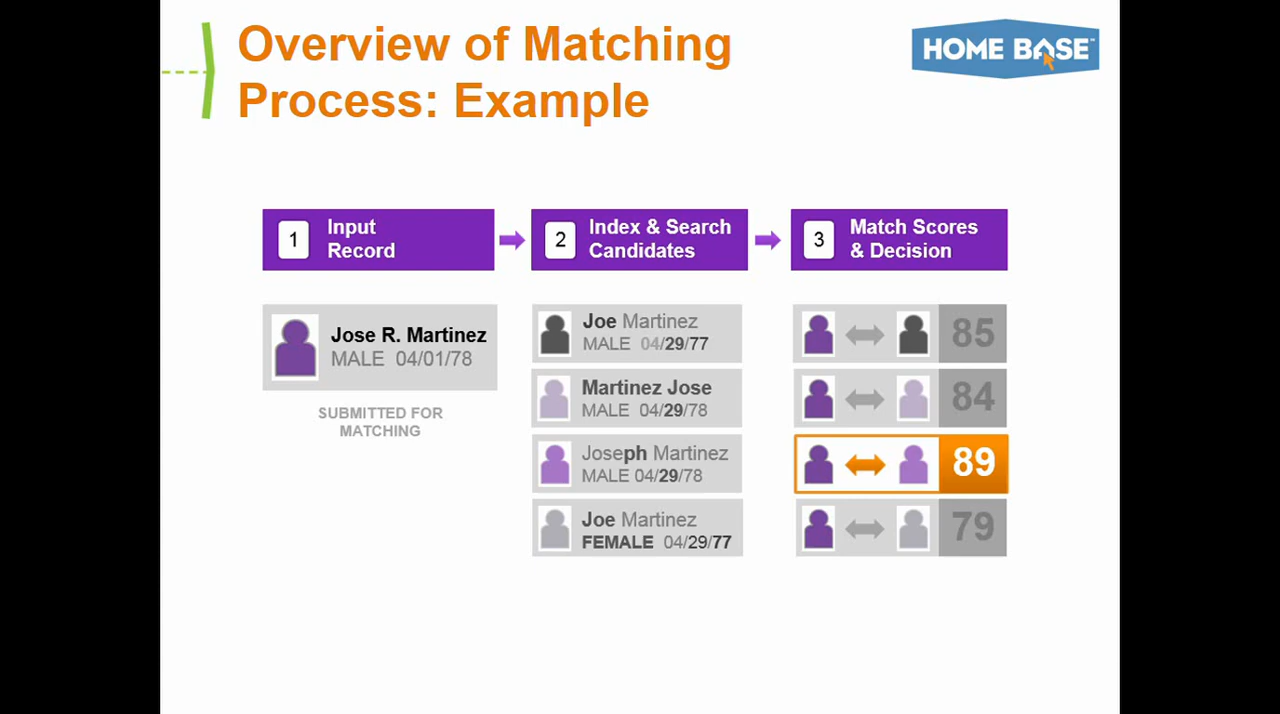 Overview of Matching
Process: Example
HOME BASE™
1
Input
Record
2
Index & Search
Candidates
3
Match Scores
& Decision
Jose R. Martinez
MALE 04/01/78
SUBMITTED FOR
MATCHING
Joe Martinez
MALE 04/29/77
85
Martinez Jose
MALE 04/29/78
84
Joseph Martinez
MALE 04/29/78
89
Joe Martinez
FEMALE 04/29/77
79